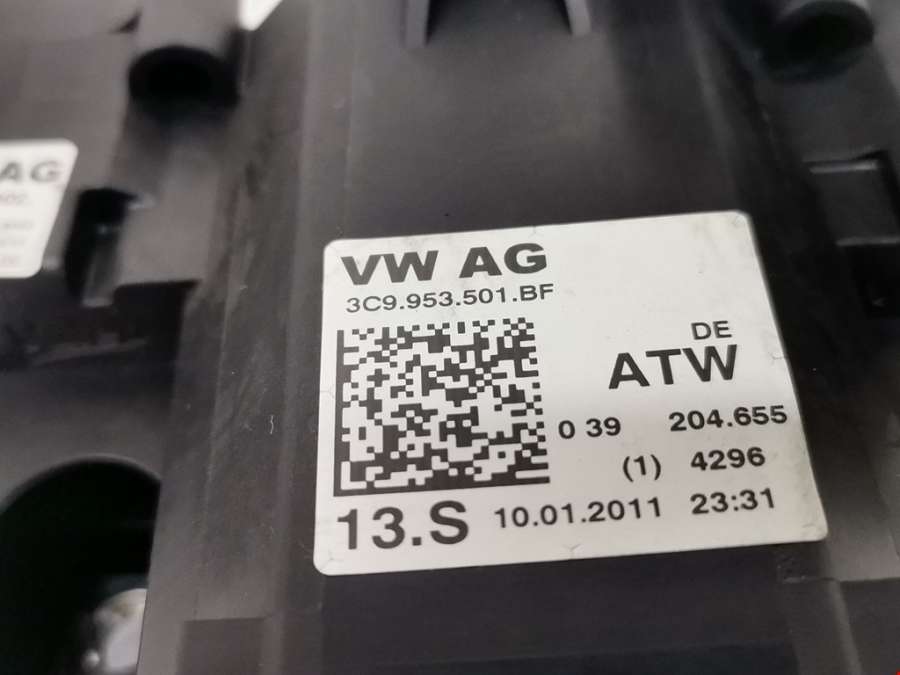 AG
VW AG
3C9.953.501.BF
DE
ATW
0 39 204.655
(1) 4296
13.S 10.01.2011 23:31